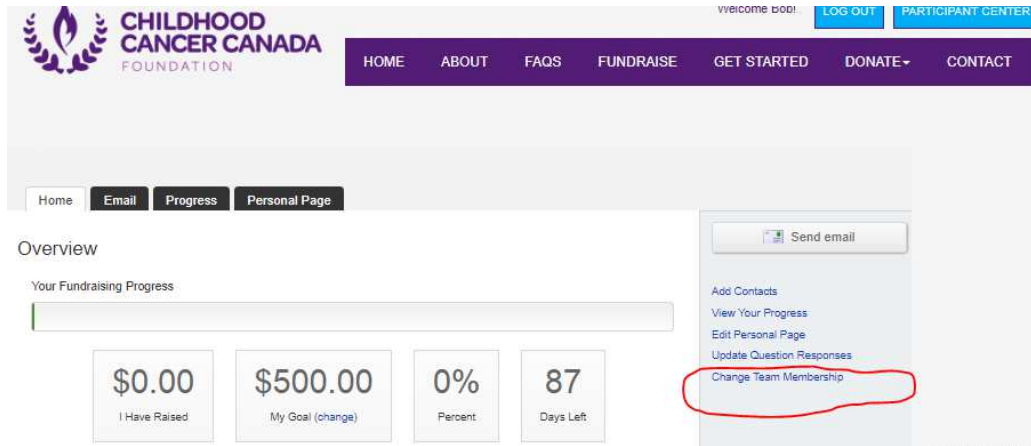 CHILDHOOD
CANCER CANADA
FOUNDATION
Welcome Bob!
LOG OUT
PARTICIPANT CENTER
HOME ABOUT FAQS FUNDRAISE GET STARTED DONATE CONTACT
Home Email Progress Personal Page
Overview
Your Fundraising Progress
$0.00
I Have Raised
$500.00
My Goal (change)
0%
Percent
87
Days Left
Send email
Add Contacts
View Your Progress
Edit Personal Page
Update Question Responses
Change Team Membership